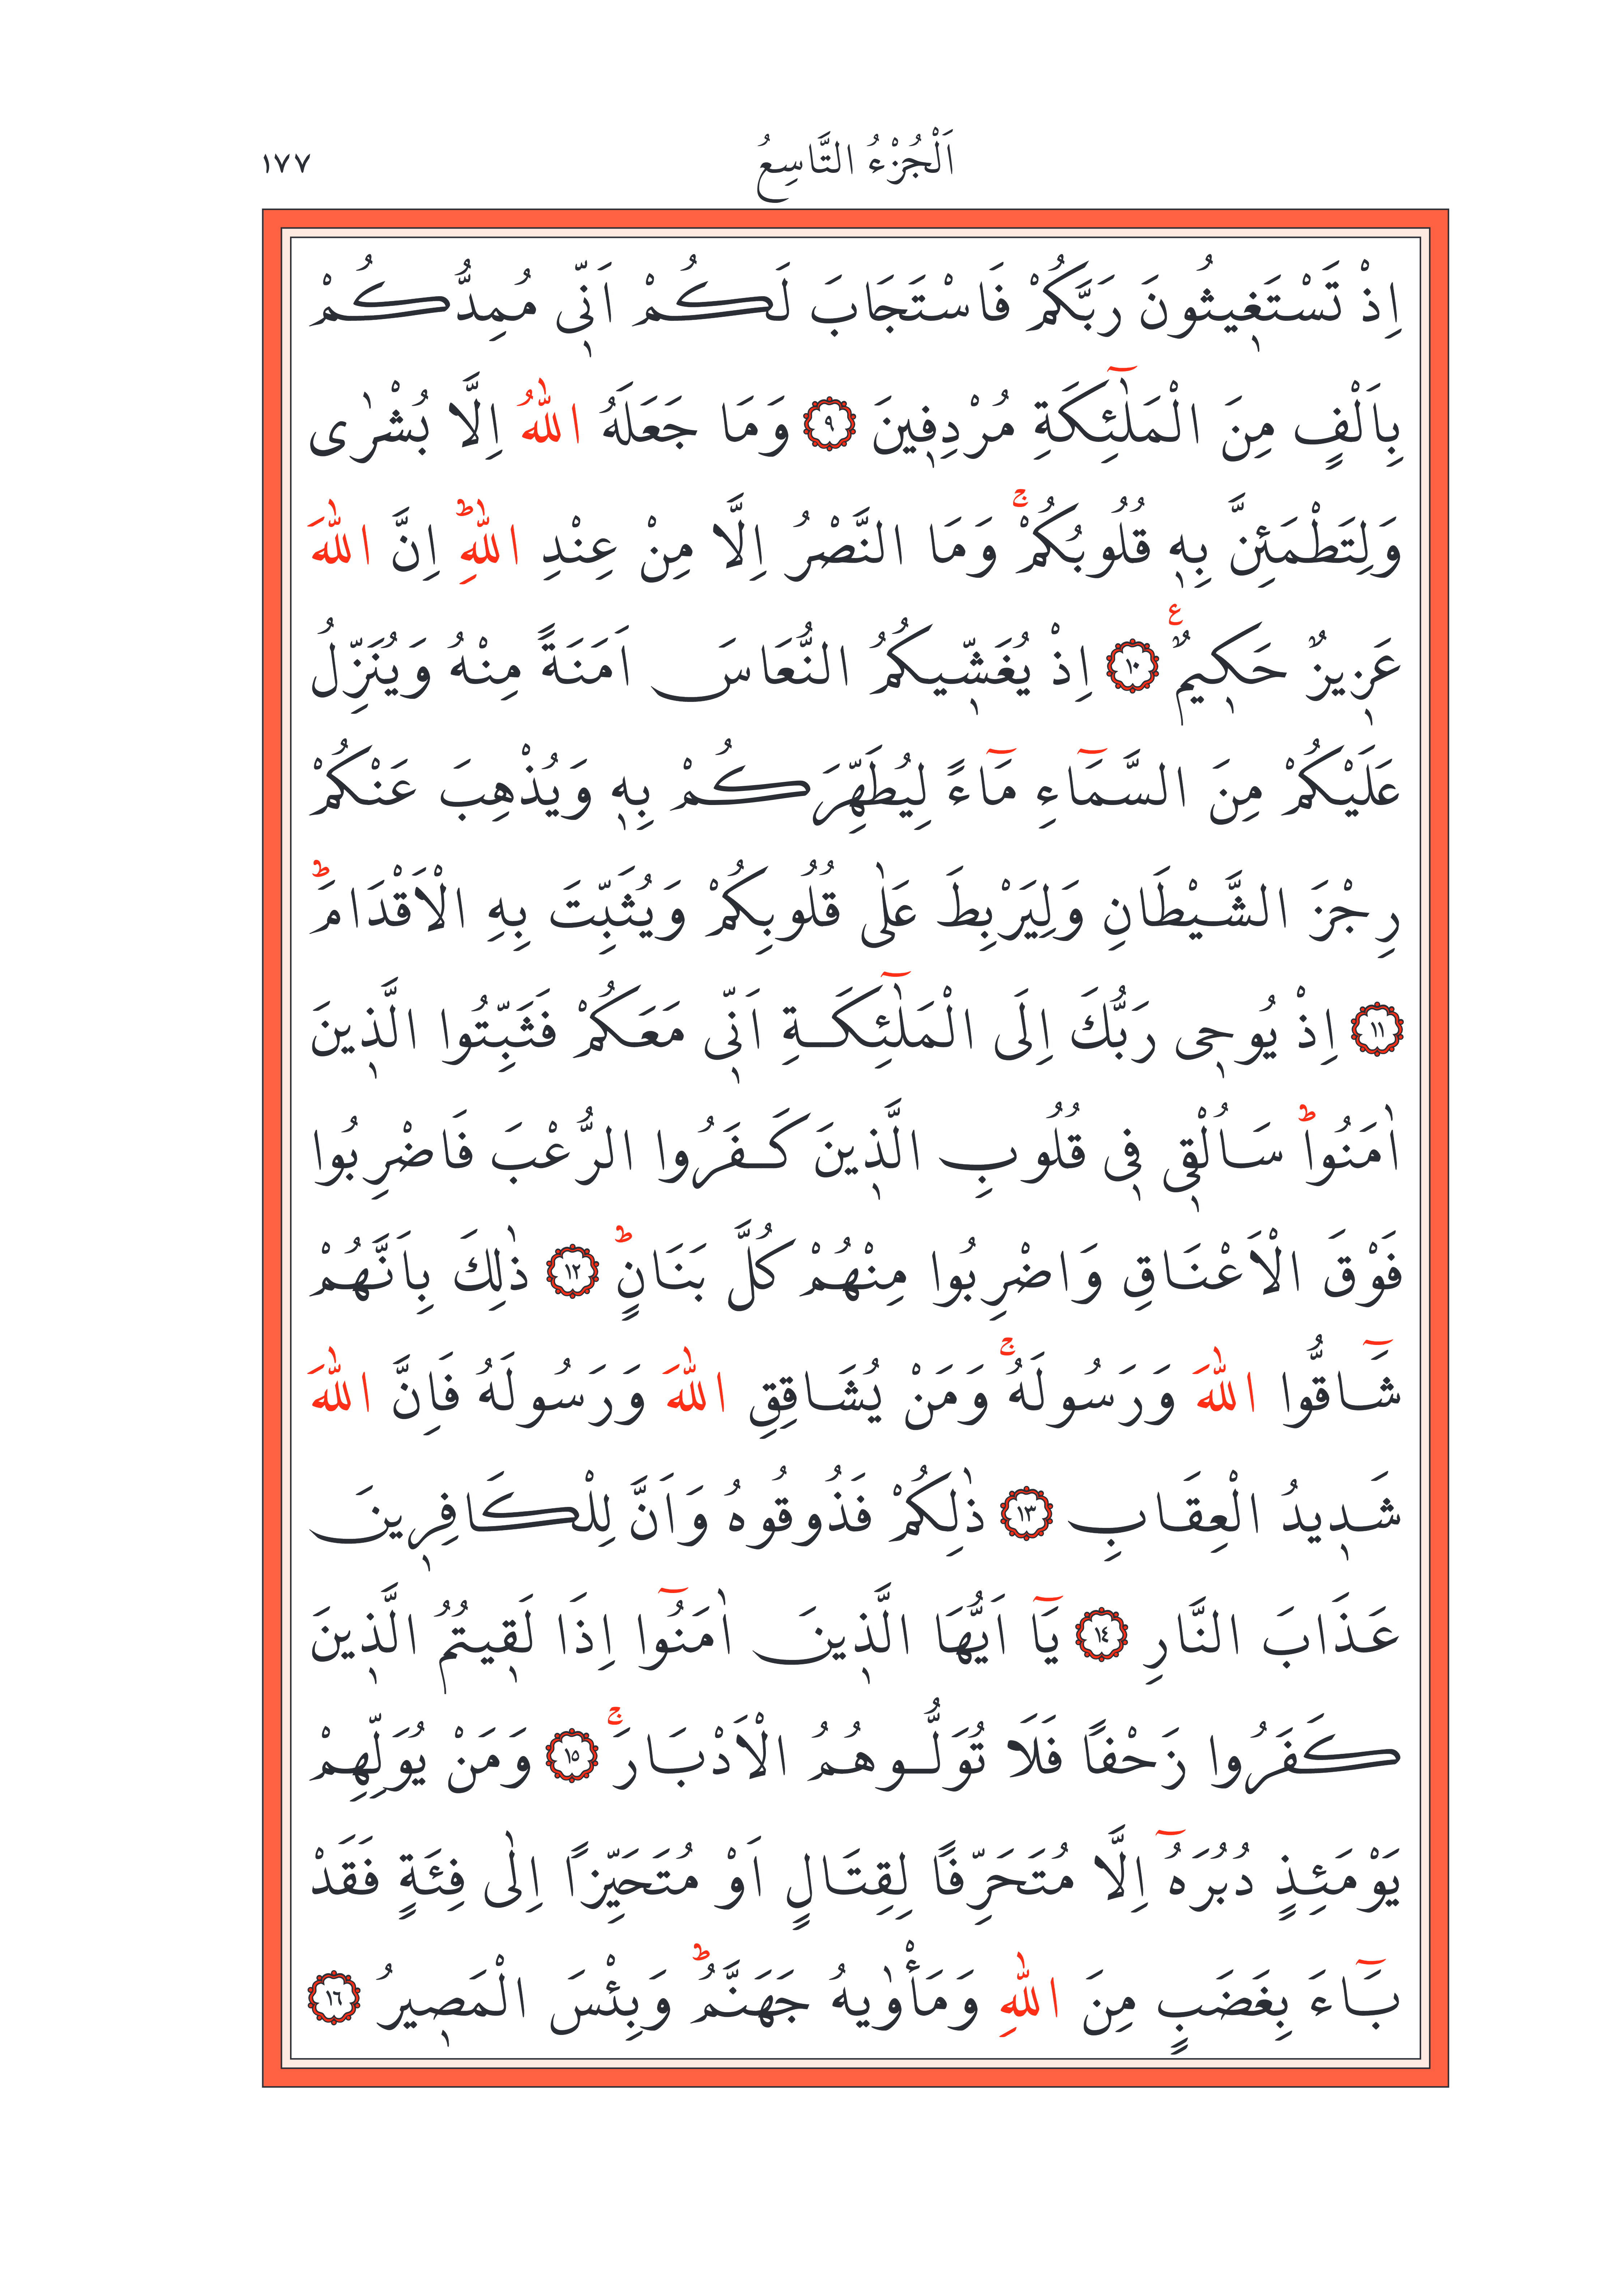 اَلْجُزْءُ التَّاسِعُ ١٧٧
اِذْ تَسْتَغ۪يثُونَ رَبَّكُمْ فَاسْتَجَابَ لَكُمْ اَنّ۪ى مُمِدُّكُمْ
بِاَلْفٍ مِنَ الْمَلٰٓئِكَةِ مُرْدِف۪ينَ ٩ وَمَا جَعَلَهُ اللّٰهُ اِلَّا بُشْرٰى
وَلِتَطْمَئِنَّ بِه۪ قُلُوبُكُمْۚ وَمَا النَّصْرُ اِلَّا مِنْ عِنْدِ اللّٰهِۜ اِنَّ اللّٰهَ
عَز۪يزٌ حَك۪يمٌ۟ ١٠ اِذْ يُغَشّ۪يكُمُ النُّعَاسَ اَمَنَةً مِنْهُ وَيُنَزِّلُ
عَلَيْكُمْ مِنَ السَّمَٓاءِ مَٓاءً لِيُطَهِّرَكُمْ بِه۪ وَيُذْهِبَ عَنْكُمْ
رِجْزَ الشَّيْطَانِ وَلِيَرْبِطَ عَلٰى قُلُوبِكُمْ وَيُثَبِّتَ بِهِ الْاَقْدَامَۜ
١١ اِذْ يُوح۪ى رَبُّكَ اِلَى الْمَلٰٓئِكَةِ اَنّ۪ى مَعَكُمْ فَثَبِّتُوا الَّذ۪ينَ
اٰمَنُواۜ سَاُلْق۪ى ف۪ى قُلُوبِ الَّذ۪ينَ كَفَرُوا الرُّعْبَ فَاضْرِبُوا
فَوْقَ الْاَعْنَاقِ وَاضْرِبُوا مِنْهُمْ كُلَّ بَنَانٍۜ ١٢ ذٰلِكَ بِاَنَّهُمْ
شَٓاقُّوا اللّٰهَ وَرَسُولَهُۚ وَمَنْ يُشَاقِقِ اللّٰهَ وَرَسُولَهُ فَاِنَّ اللّٰهَ
شَد۪يدُ الْعِقَابِ ١٣ ذٰلِكُمْ فَذُوقُوهُ وَاَنَّ لِلْكَافِر۪ينَ
عَذَابَ النَّارِ ١٤ يَٓا اَيُّهَا الَّذ۪ينَ اٰمَنُٓوا اِذَا لَق۪يتُمُ الَّذ۪ينَ
كَفَرُوا زَحْفًا فَلَا تُوَلُّوهُمُ الْاَدْبَارَۚ ١٥ وَمَنْ يُوَلِّهِمْ
يَوْمَئِذٍ دُبُرَهُٓ اِلَّا مُتَحَرِّفًا لِقِتَالٍ اَوْ مُتَحَيِّزًا اِلٰى فِئَةٍ فَقَدْ
بَٓاءَ بِغَضَبٍ مِنَ اللّٰهِ وَمَأْوٰيهُ جَهَنَّمُۜ وَبِئْسَ الْمَص۪يرُ ١٦